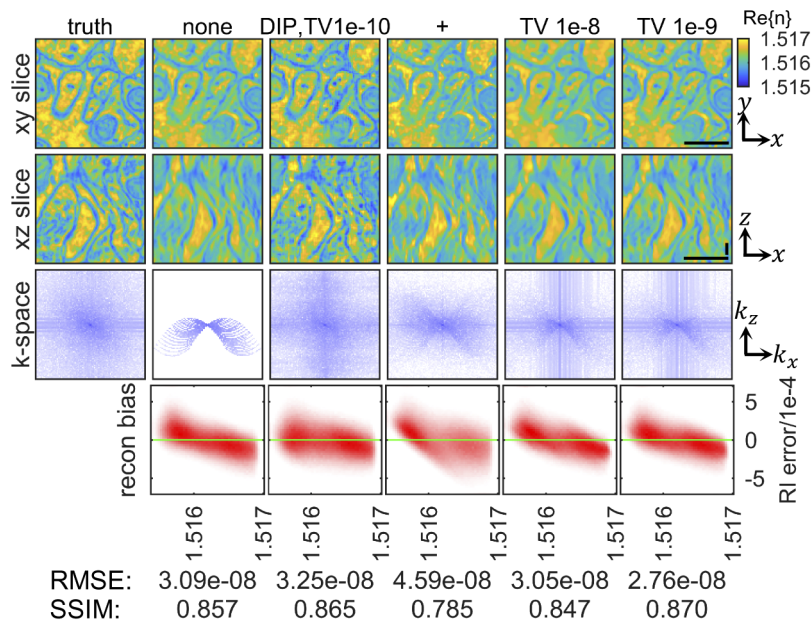 truth none DIP,TV1e-10 + TV 1e-8 TV 1e-9
Re{n}
1.517
1.516
1.515
xy slice
y
x
xz slice
z
x
k-space
k_z
k_x
recon bias
5
0
-5
RI error/1e-4
1.516 1.517 1.516 1.517 1.516 1.517 1.516 1.517 1.516 1.517
RMSE: 3.09e-08 3.25e-08 4.59e-08 3.05e-08 2.76e-08
SSIM: 0.857 0.865 0.785 0.847 0.870